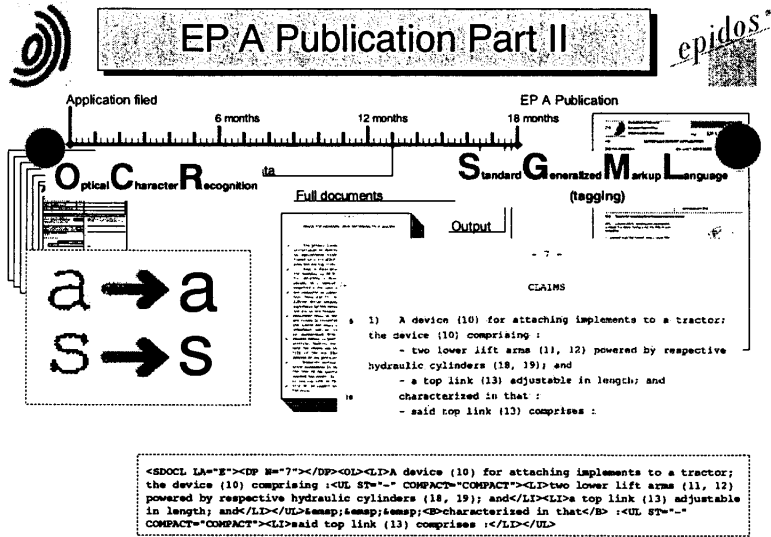 EP A Publication Part II
epidos
Application filed
EP A Publication
6 months
12 months
18 months
Optical Character Recognition
ta
Standard Generalized Markup Language
(tagging)
Full documents
Output
a a
s s
- 7 -
CLAIMS
5 1) A device (10) for attaching implements to a tractor;
the device (10) comprising :
- two lower lift arms (11, 12) powered by respective
hydraulic cylinders (18, 19); and
- a top link (13) adjustable in length; and
10 characterized in that :
- said top link (13) comprises :
<SDOCL LA="E"><DP N="7"></DP><OL><LI>A device (10) for attaching implements to a tractor;
the device (10) comprising :<UL ST="-" COMPACT="COMPACT"><LI>two lower lift arms (11, 12)
powered by respective hydraulic cylinders (18, 19); and</LI><LI>a top link (13) adjustable
in length; and</LI></UL>&emsp;&emsp;&emsp;<B>characterized in that</B> :<UL ST="-"
COMPACT="COMPACT"><LI>said top link (13) comprises :</LI></UL>